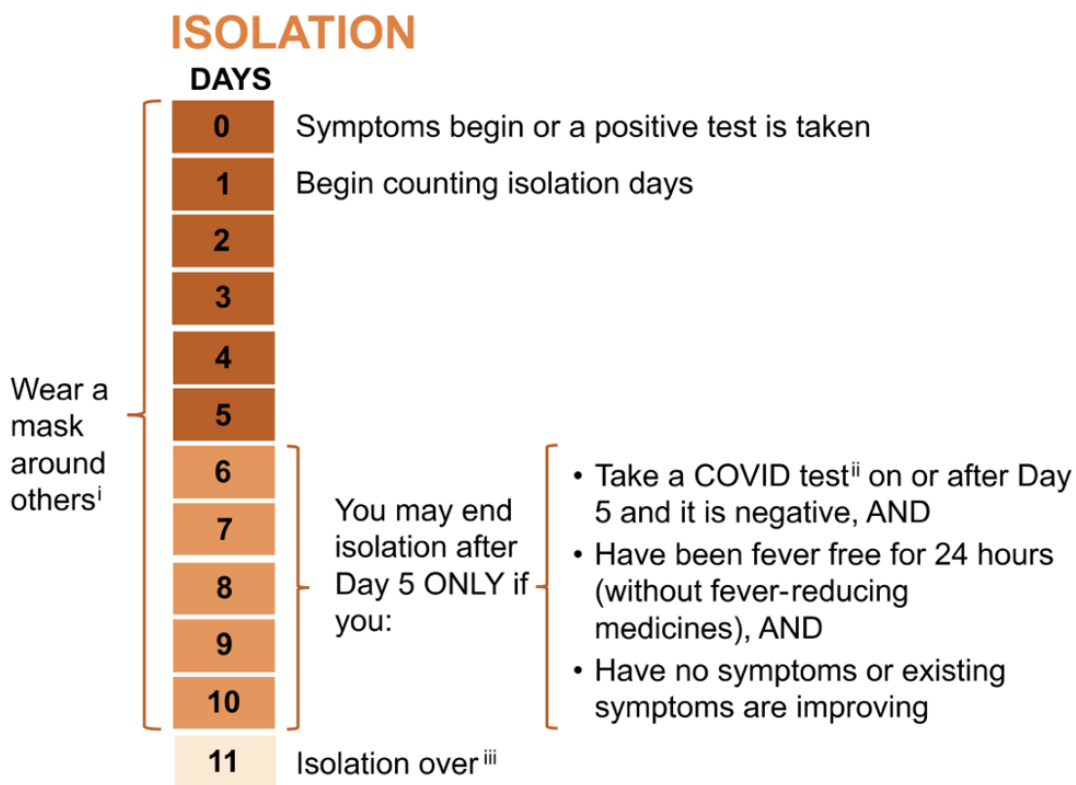 ISOLATION
DAYS
0 Symptoms begin or a positive test is taken
1 Begin counting isolation days
2
3
4
5
6
7
8
9
10
11 Isolation over iii
Wear a
mask
around
others i
You may end
isolation after
Day 5 ONLY if
you:
• Take a COVID test ii on or after Day
5 and it is negative, AND
• Have been fever free for 24 hours
(without fever-reducing
medicines), AND
• Have no symptoms or existing
symptoms are improving